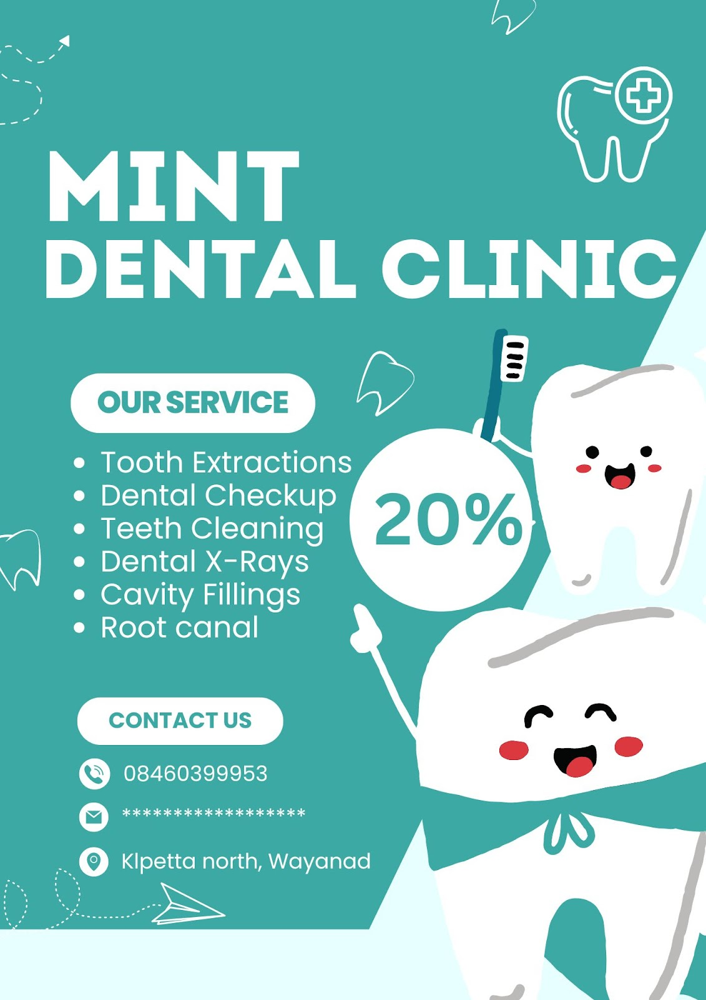 MINT
DENTAL CLINIC
OUR SERVICE
Tooth Extractions
Dental Checkup
Teeth Cleaning
Dental X-Rays
Cavity Fillings
Root canal
20%
CONTACT US
08460399953
******************
Klpetta north, Wayanad